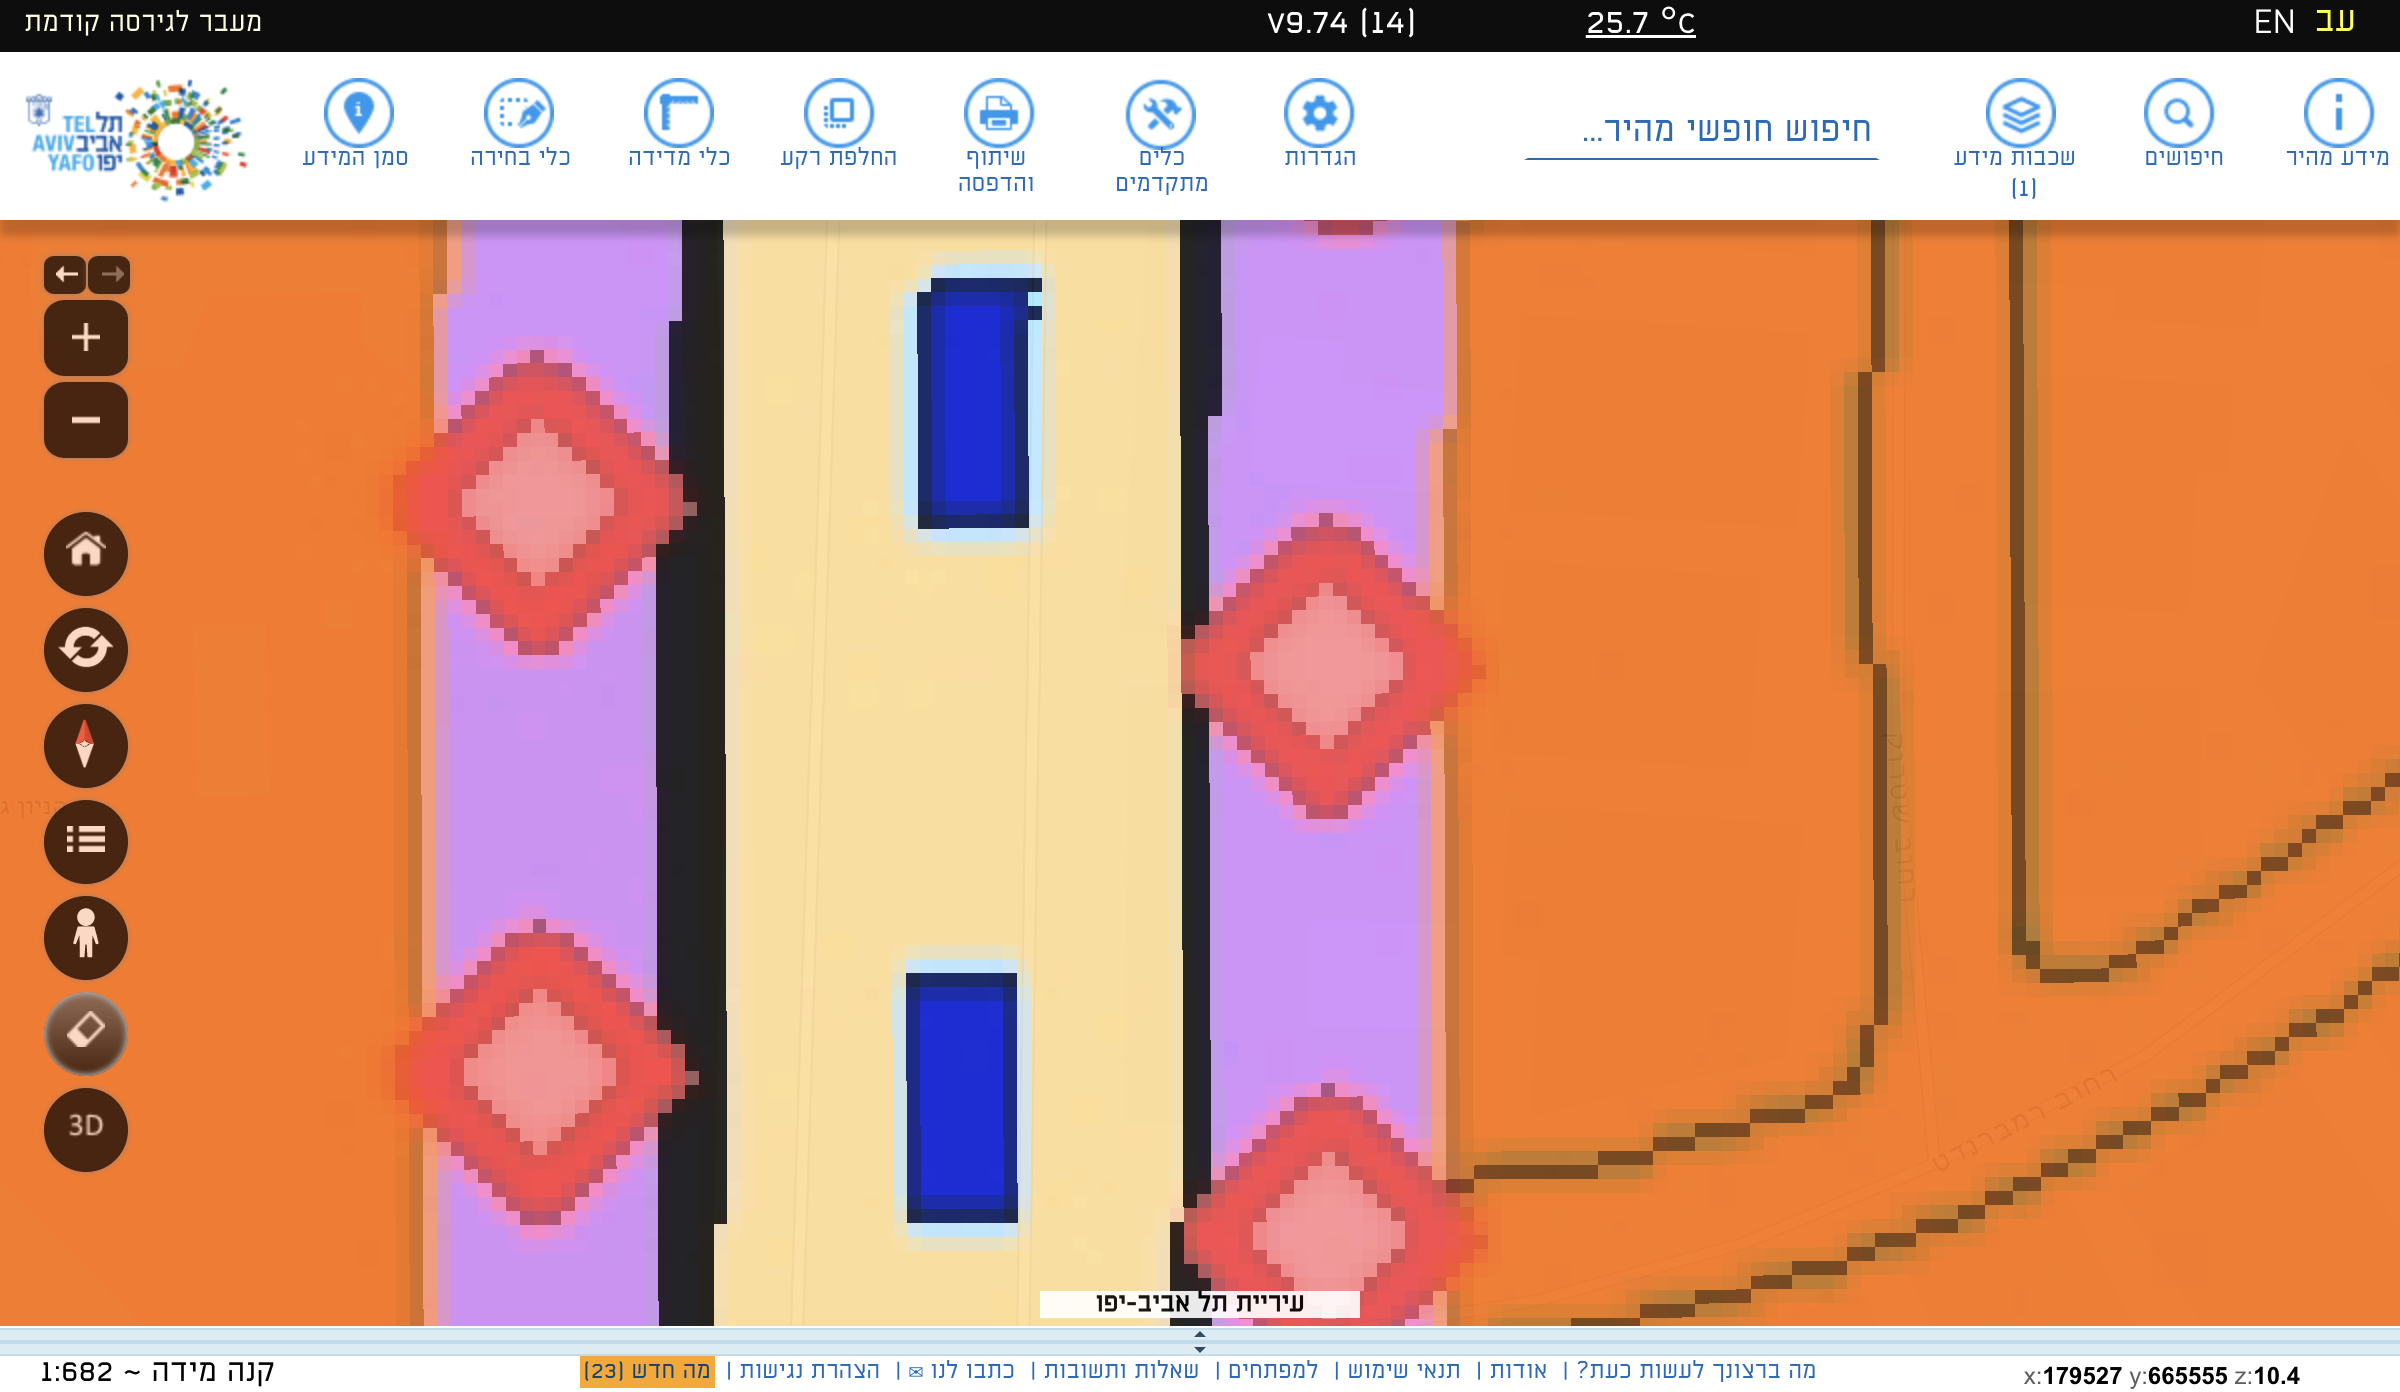 מעבר לגירסה קודמת
V9.74 (14)
25.7 °C
עב EN
TEL AVIV YAFO
תל אביב יפו
סמן המידע
כלי בחירה
כלי מדידה
החלפת רקע
שיתוף והדפסה
כלים מתקדמים
הגדרות
חיפוש חופשי מהיר...
שכבות מידע (1)
חיפושים
מידע מהיר
3D
רחוב רמברנדט
עיריית תל אביב-יפו
קנה מידה ~ 1:682
מה ברצונך לעשות כעת? | אודות | תנאי שימוש | למפתחים | שאלות ותשובות | כתבו לנו ✉ | הצהרת נגישות | מה חדש (23)
x:179527 y:665555 z:10.4